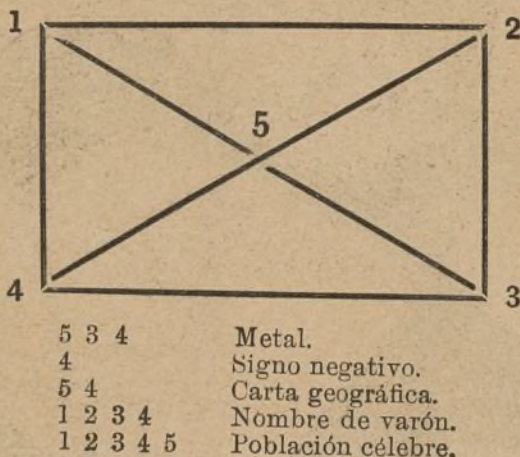 1 2
5
4 3
5 3 4 Metal.
4 Signo negativo.
5 4 Carta geográfica.
1 2 3 4 Nombre de varón.
1 2 3 4 5 Población célebre.